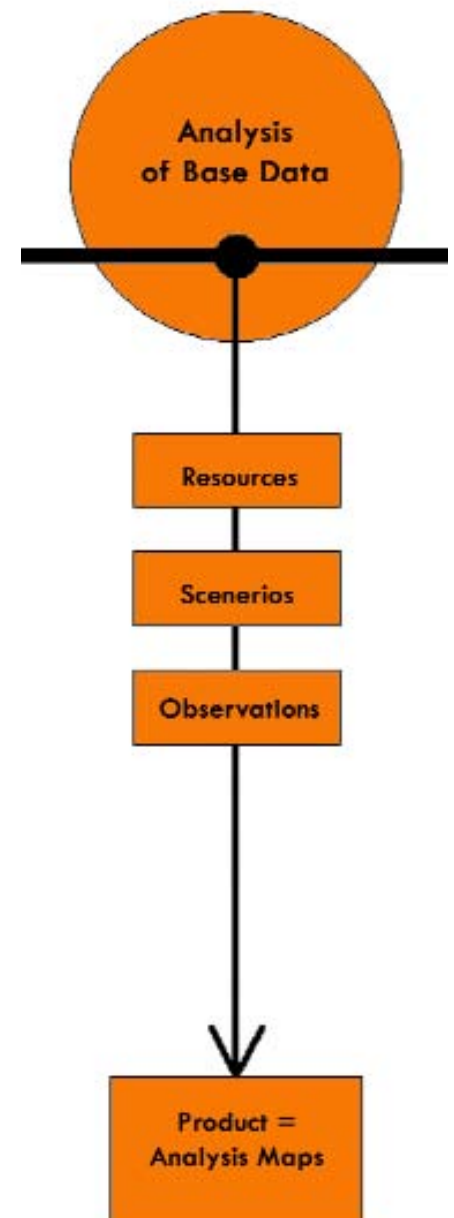 Analysis
of Base Data
Resources
Scenerios
Observations
Product =
Analysis Maps